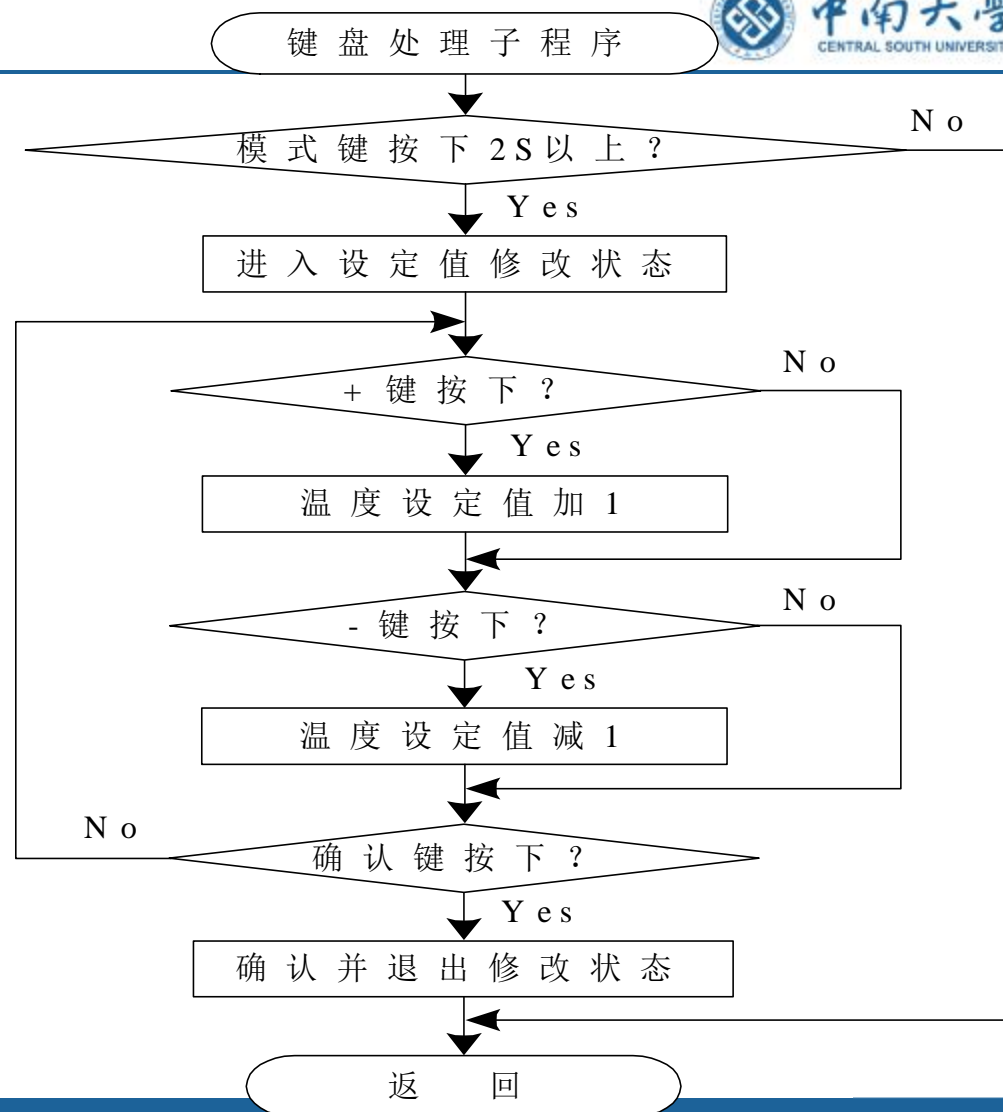 中南大学
CENTRAL SOUTH UNIVERSIT
键盘处理子程序
No
模式键按下2S以上?
Yes
进入设定值修改状态
No
+键按下?
Yes
温度设定值加1
No
-键按下?
Yes
温度设定值减1
No
确认键按下?
Yes
确认并退出修改状态
返回